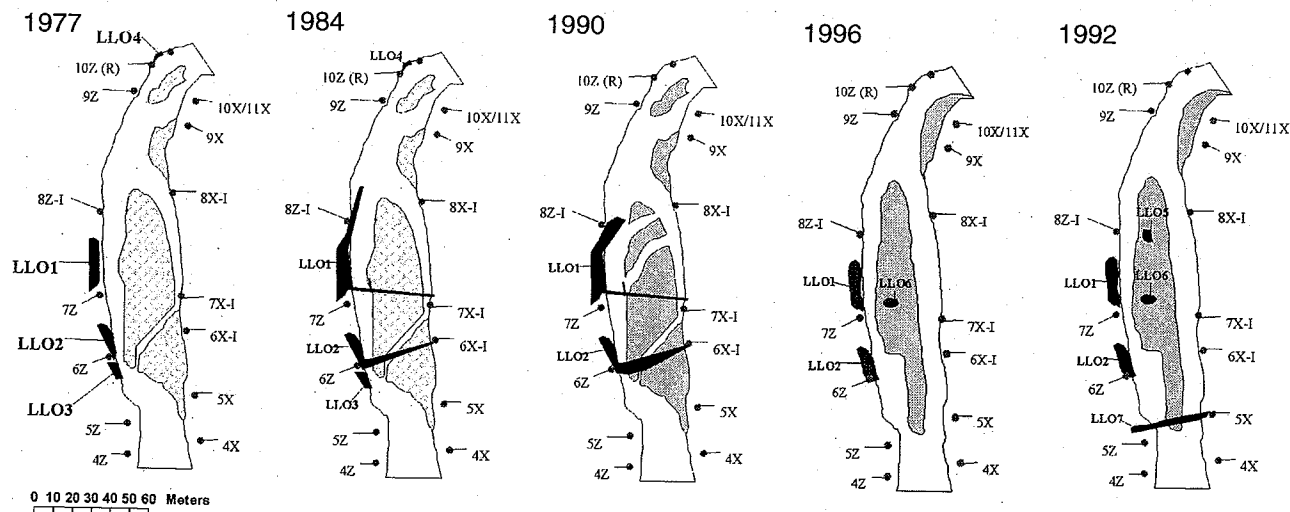 1977
LLO4
10Z (R)
9Z
10X/11X
9X
8Z-I
8X-I
LLO1
7Z
7X-I
LLO2
6X-I
6Z
LLO3
5X
5Z
4X
4Z
0 10 20 30 40 50 60 Meters
1984
LLO4
10Z (R)
9Z
10X/11X
9X
8Z-I
8X-I
LLO1
7Z
7X-I
LLO2
6X-I
6Z
LLO3
5X
5Z
4X
4Z
1990
10Z (R)
9Z
10X/11X
9X
8Z-I
8X-I
LLO1
7Z
7X-I
LLO2
6X-I
6Z
5X
5Z
4X
4Z
1996
10Z (R)
9Z
10X/11X
9X
8Z-I
8X-I
LLO1
LLO6
7Z
7X-I
LLO2
6X-I
6Z
5X
5Z
4X
4Z
1992
10Z (R)
9Z
10X/11X
9X
8Z-I
LLO5
8X-I
LLO1
LLO6
7Z
7X-I
LLO2
6X-I
6Z
LLO7
5X
5Z
4X
4Z